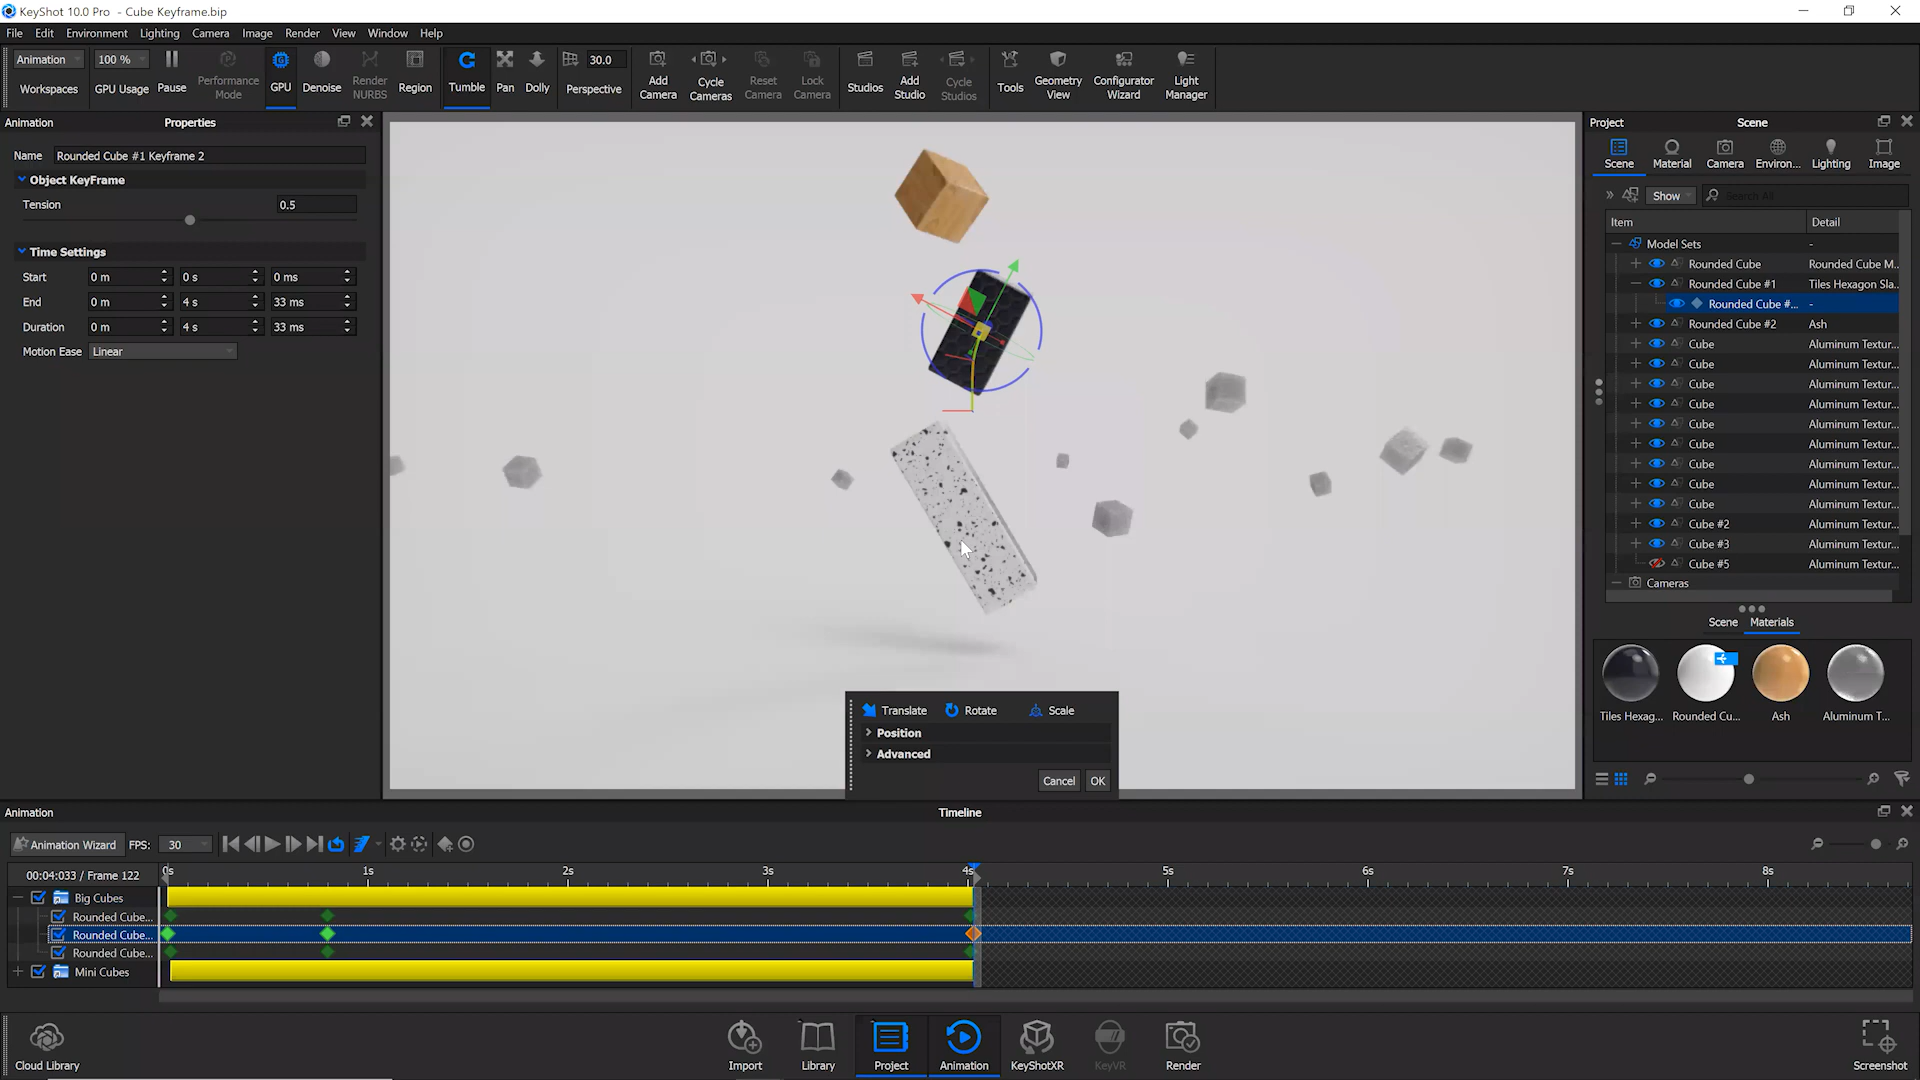 KeyShot 10.0 Pro - Cube Keyframe.bip
File Edit Environment Lighting Camera Image Render View Window Help
Animation
Workspaces
100 %
GPU Usage
Pause
Performance Mode
GPU
Denoise
Render NURBS
Region
Tumble
Pan
Dolly
30.0
Perspective
Add Camera
Cycle Cameras
Reset Camera
Lock Camera
Studios
Add Studio
Cycle Studios
Tools
Geometry View
Configurator Wizard
Light Manager
Animation Properties
Name Rounded Cube #1 Keyframe 2
Object KeyFrame
Tension 0.5
Time Settings
Start 0 m 0 s 0 ms
End 0 m 4 s 33 ms
Duration 0 m 4 s 33 ms
Motion Ease Linear
Translate Rotate Scale
Position
Advanced
Cancel OK
Project Scene
Scene Material Camera Environ... Lighting Image
Show Search All
Item Detail
Model Sets -
Rounded Cube Rounded Cube M...
Rounded Cube #1 Tiles Hexagon Sla...
Rounded Cube #... -
Rounded Cube #2 Ash
Cube Aluminum Textur...
Cube Aluminum Textur...
Cube Aluminum Textur...
Cube Aluminum Textur...
Cube Aluminum Textur...
Cube Aluminum Textur...
Cube Aluminum Textur...
Cube Aluminum Textur...
Cube Aluminum Textur...
Cube #2 Aluminum Textur...
Cube #3 Aluminum Textur...
Cube #5 Aluminum Textur...
Cameras
Scene Materials
Tiles Hexag... Rounded Cu... Ash Aluminum T...
Animation Timeline
Animation Wizard FPS: 30
00:04:033 / Frame 122 0s 1s 2s 3s 4s 5s 6s 7s 8s
Big Cubes
Rounded Cube...
Rounded Cube...
Rounded Cube...
Mini Cubes
Cloud Library Import Library Project Animation KeyShotXR KeyVR Render Screenshot